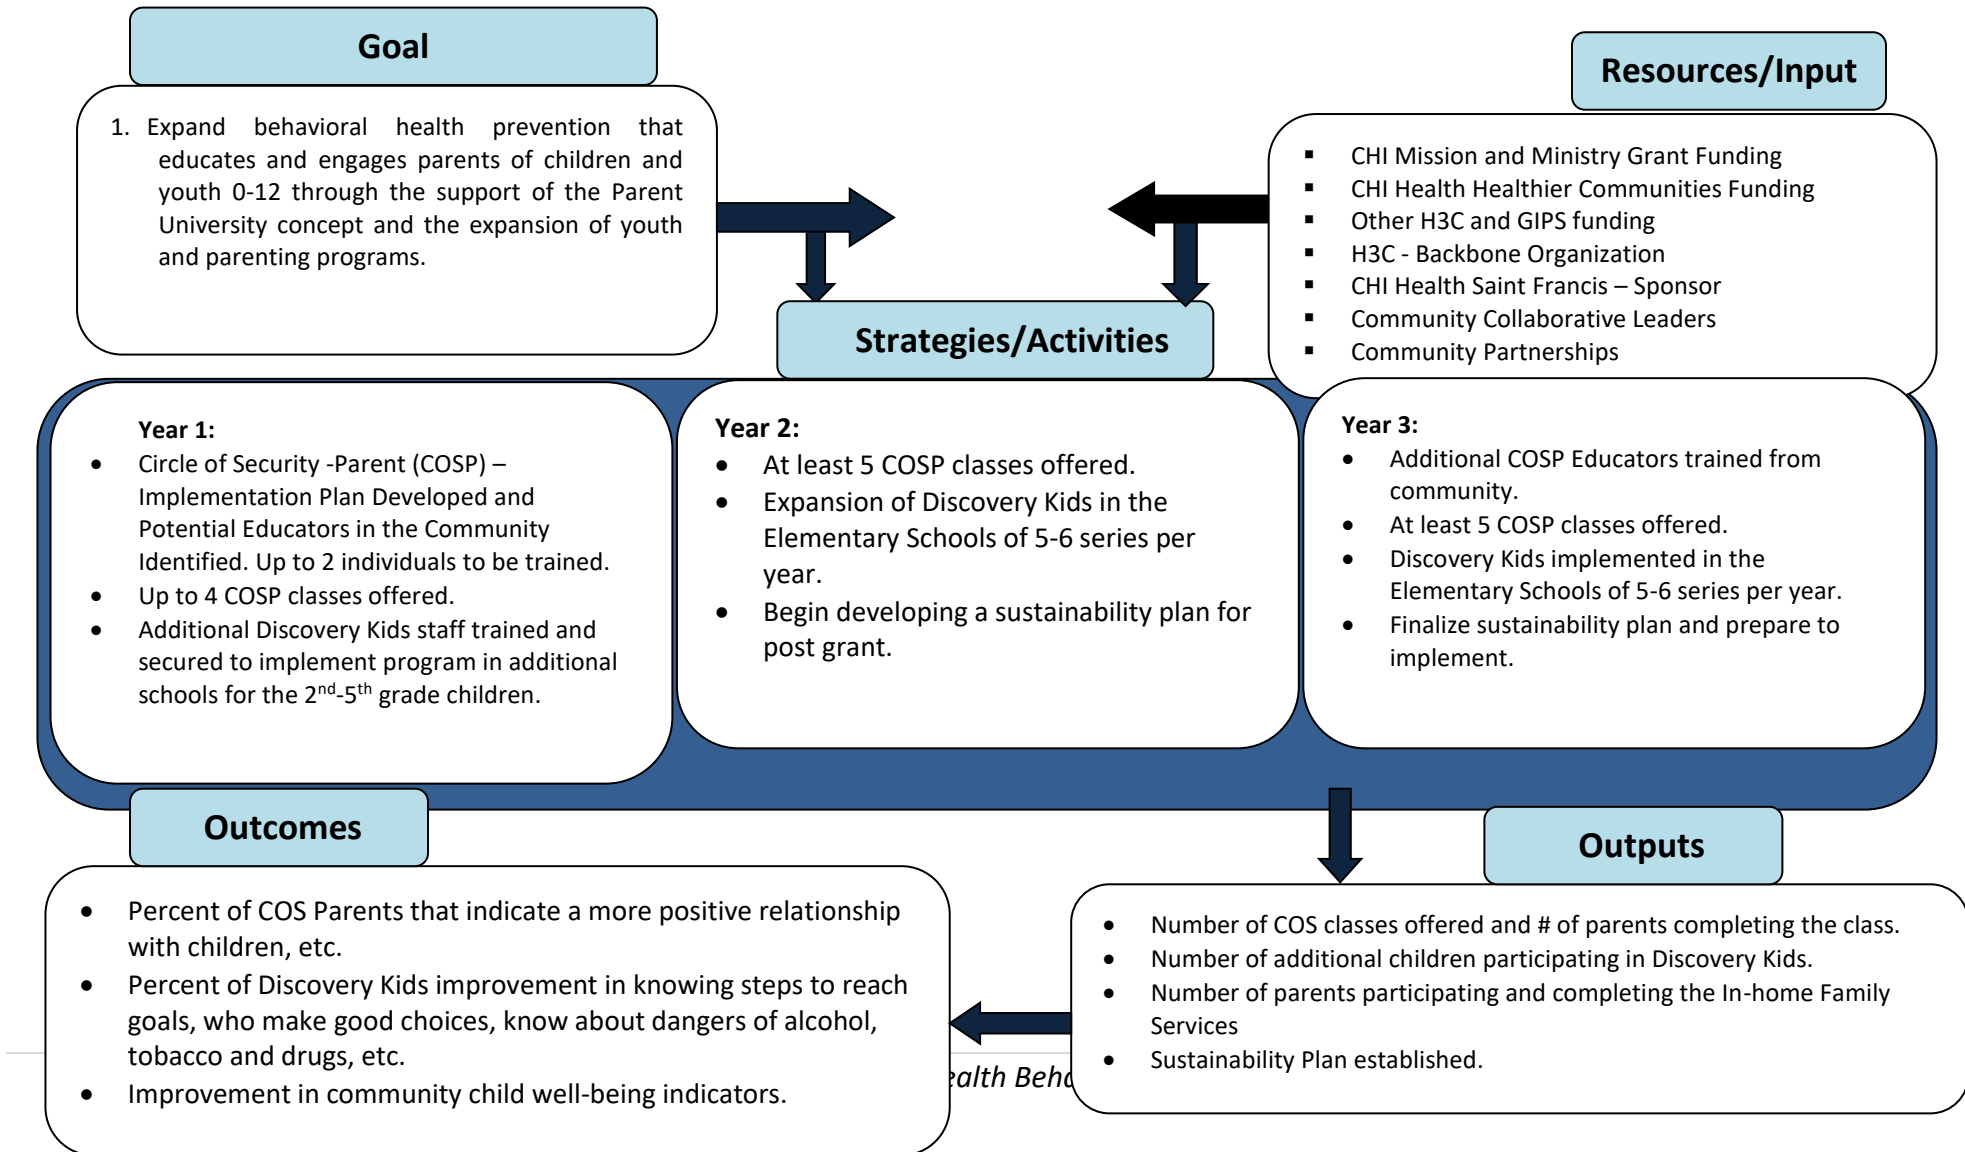 Goal
1. Expand behavioral health prevention that
educates and engages parents of children and
youth 0-12 through the support of the Parent
University concept and the expansion of youth
and parenting programs.
Resources/Input
▪ CHI Mission and Ministry Grant Funding
▪ CHI Health Healthier Communities Funding
▪ Other H3C and GIPS funding
▪ H3C - Backbone Organization
▪ CHI Health Saint Francis – Sponsor
▪ Community Collaborative Leaders
▪ Community Partnerships
Strategies/Activities
Year 1:
• Circle of Security -Parent (COSP) –
Implementation Plan Developed and
Potential Educators in the Community
Identified. Up to 2 individuals to be trained.
• Up to 4 COSP classes offered.
• Additional Discovery Kids staff trained and
secured to implement program in additional
schools for the 2nd-5th grade children.
Year 2:
• At least 5 COSP classes offered.
• Expansion of Discovery Kids in the
Elementary Schools of 5-6 series per
year.
• Begin developing a sustainability plan for
post grant.
Year 3:
• Additional COSP Educators trained from
community.
• At least 5 COSP classes offered.
• Discovery Kids implemented in the
Elementary Schools of 5-6 series per year.
• Finalize sustainability plan and prepare to
implement.
Outcomes
• Percent of COS Parents that indicate a more positive relationship
with children, etc.
• Percent of Discovery Kids improvement in knowing steps to reach
goals, who make good choices, know about dangers of alcohol,
tobacco and drugs, etc.
• Improvement in community child well-being indicators.
Outputs
• Number of COS classes offered and # of parents completing the class.
• Number of additional children participating in Discovery Kids.
• Number of parents participating and completing the In-home Family
Services
• Sustainability Plan established.